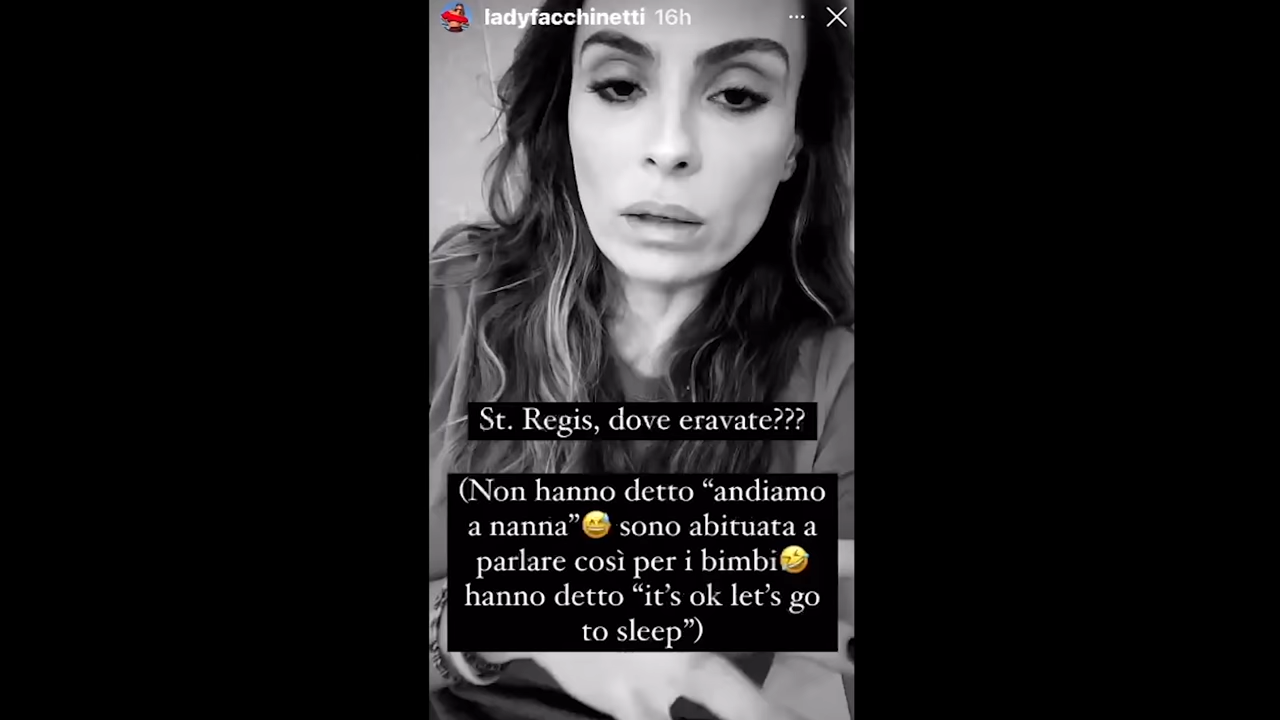 ladyfacchinetti 16h
St. Regis, dove eravate???
(Non hanno detto “andiamo
a nanna”😅 sono abituata a
parlare così per i bimbi🤣
hanno detto “it’s ok let’s go
to sleep”)